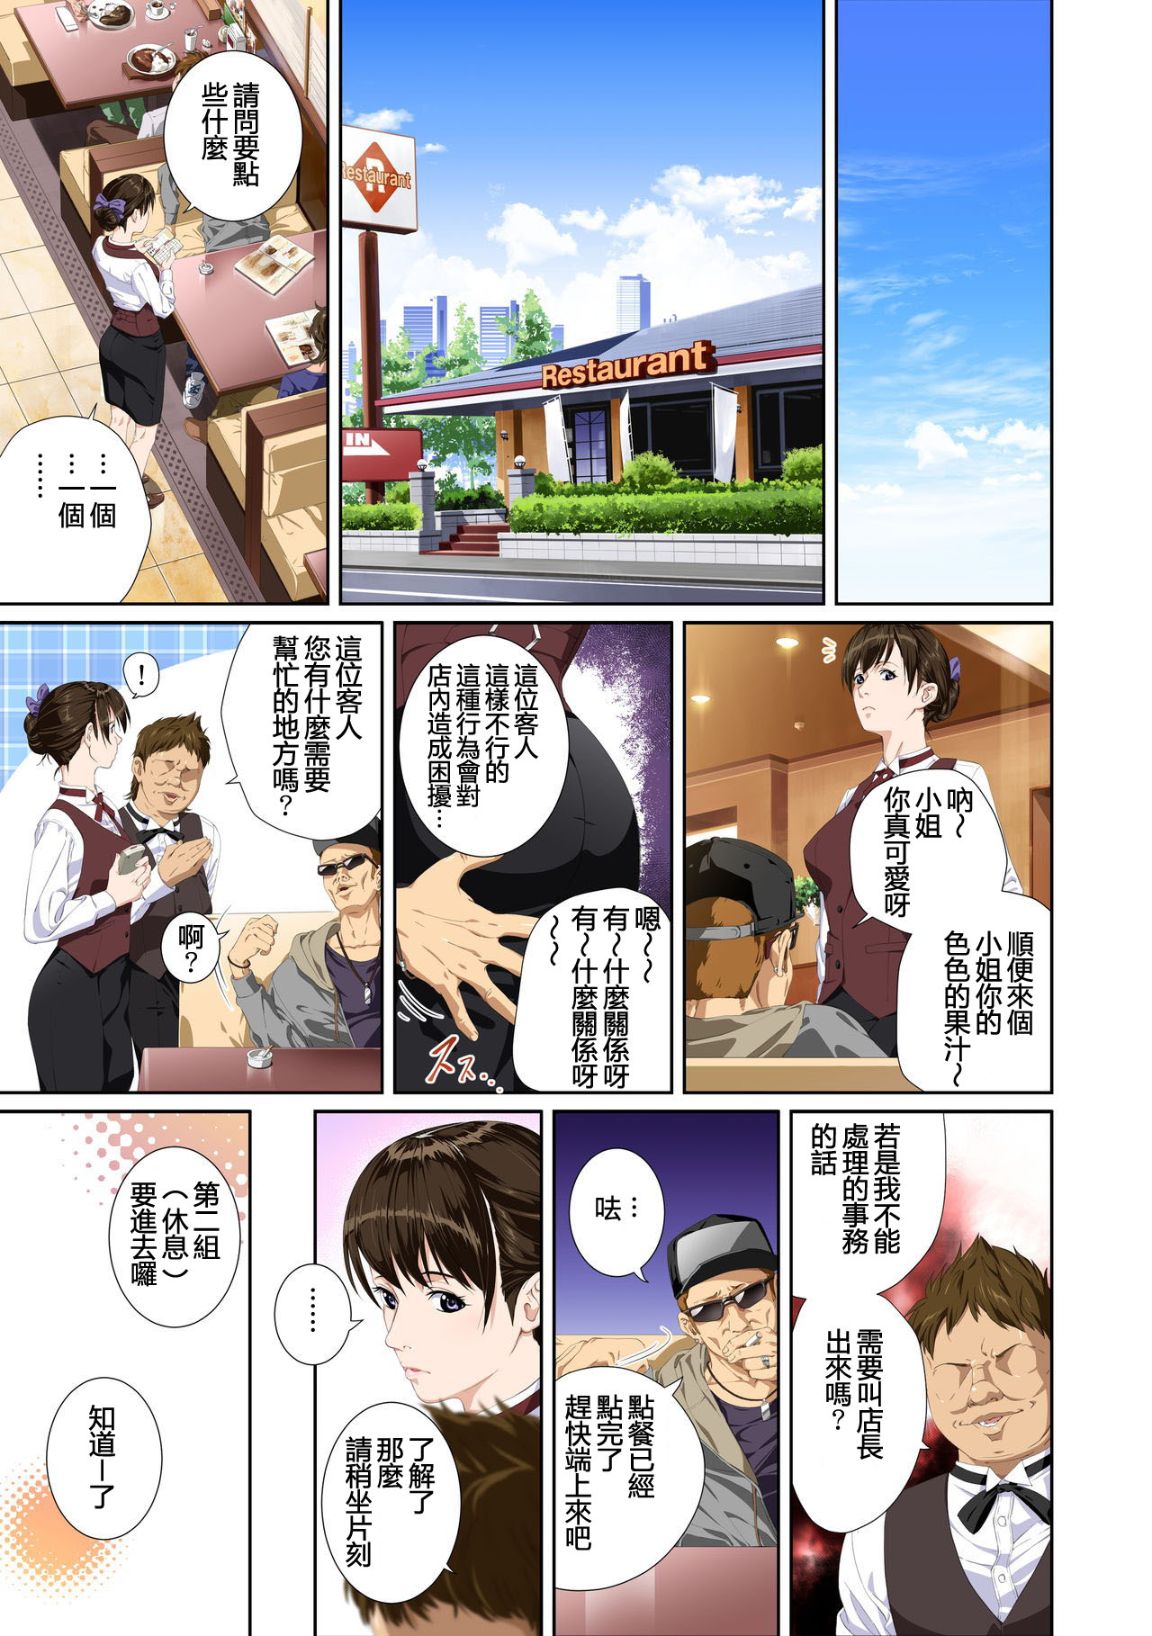 Restaurant
R
Restaurant
IN
請問要點
些什麼
…一個
…一個
……
吶～
小姐
你真可愛呀
順便來個
小姐你的
色色的果汁～
這位客人
這樣不行的
這種行為會對
店內造成困擾…
嗯～～
有～什麼關係呀
有～什麼關係呀
～～
スス…
這位客人
您有什麼需要
幫忙的地方嗎？
！
啊？
若是我不能
處理的事務
的話
需要叫店長
出來嗎？
呿…
點餐已經
點完了
趕快端上來吧
……
了解了
那麼
請稍坐片刻
第二組
（休息）
要進去囉
知道ー了